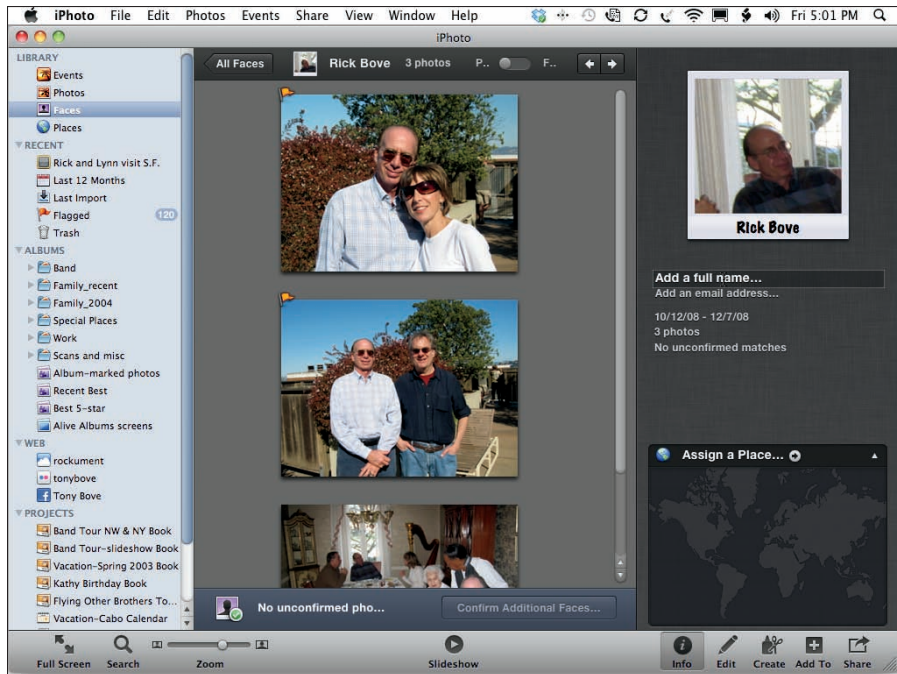 iPhoto File Edit Photos Events Share View Window Help Fri 5:01 PM
iPhoto
LIBRARY
Events
Photos
Faces
Places
RECENT
Rick and Lynn visit S.F.
Last 12 Months
Last Import
Flagged 120
Trash
ALBUMS
Band
Family_recent
Family_2004
Special Places
Work
Scans and misc
Album-marked photos
Recent Best
Best 5-star
Alive Albums screens
WEB
rockument
tonybove
Tony Bove
PROJECTS
Band Tour NW & NY Book
Band Tour-slideshow Book
Vacation-Spring 2003 Book
Kathy Birthday Book
Flying Other Brothers To...
Vacation-Cabo Calendar
All Faces Rick Bove 3 photos P.. F..
No unconfirmed pho... Confirm Additional Faces...
Rick Bove
Add a full name...
Add an email address...
10/12/08 - 12/7/08
3 photos
No unconfirmed matches
Assign a Place...
Full Screen Search Zoom Slideshow Info Edit Create Add To Share